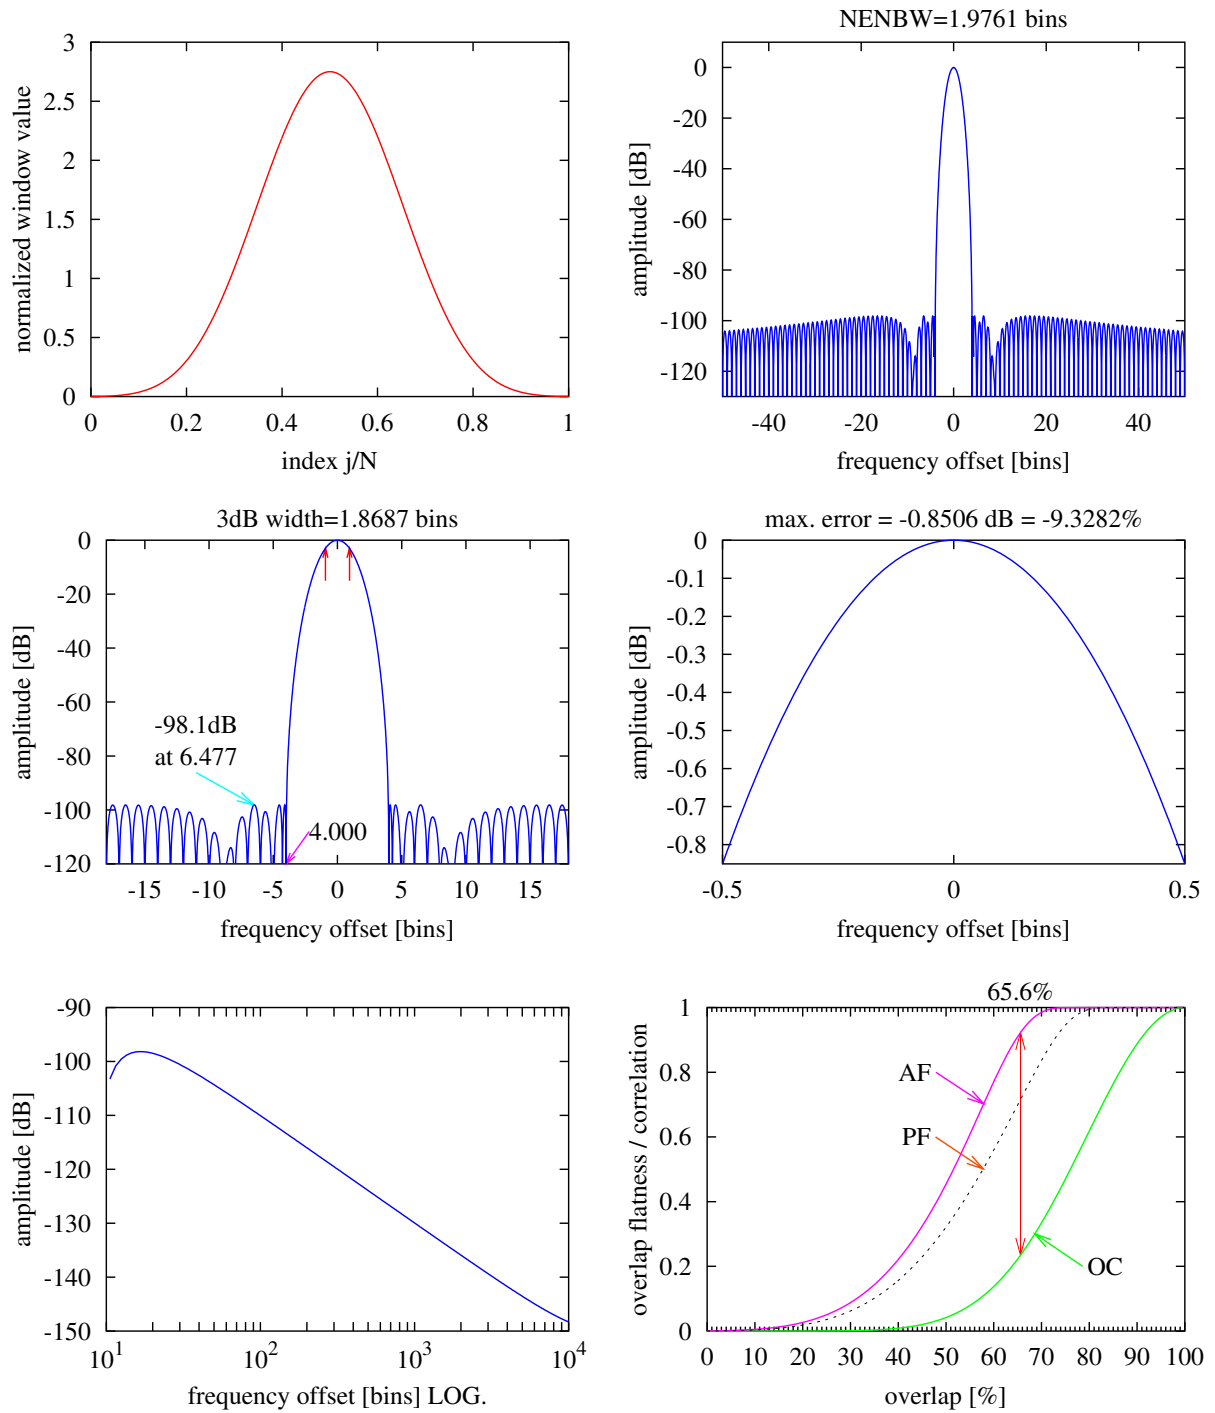 normalized window value
3
2.5
2
1.5
1
0.5
0
0 0.2 0.4 0.6 0.8 1
index j/N
NENBW=1.9761 bins
amplitude [dB]
0
-20
-40
-60
-80
-100
-120
-40 -20 0 20 40
frequency offset [bins]
3dB width=1.8687 bins
amplitude [dB]
0
-20
-40
-60
-80
-100
-120
-98.1dB
at 6.477
4.000
-15 -10 -5 0 5 10 15
frequency offset [bins]
max. error = -0.8506 dB = -9.3282%
amplitude [dB]
0
-0.1
-0.2
-0.3
-0.4
-0.5
-0.6
-0.7
-0.8
-0.5 0 0.5
frequency offset [bins]
amplitude [dB]
-90
-100
-110
-120
-130
-140
-150
10^1 10^2 10^3 10^4
frequency offset [bins] LOG.
65.6%
overlap flatness / correlation
1
0.8
0.6
0.4
0.2
0
AF
PF
OC
0 10 20 30 40 50 60 70 80 90 100
overlap [%]